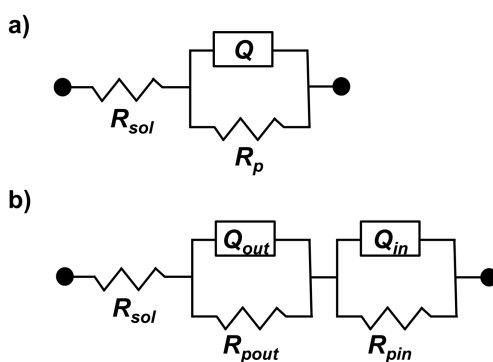 a)
Q
R_sol
R_p
b)
Q_out Q_in
R_sol
R_pout R_pin